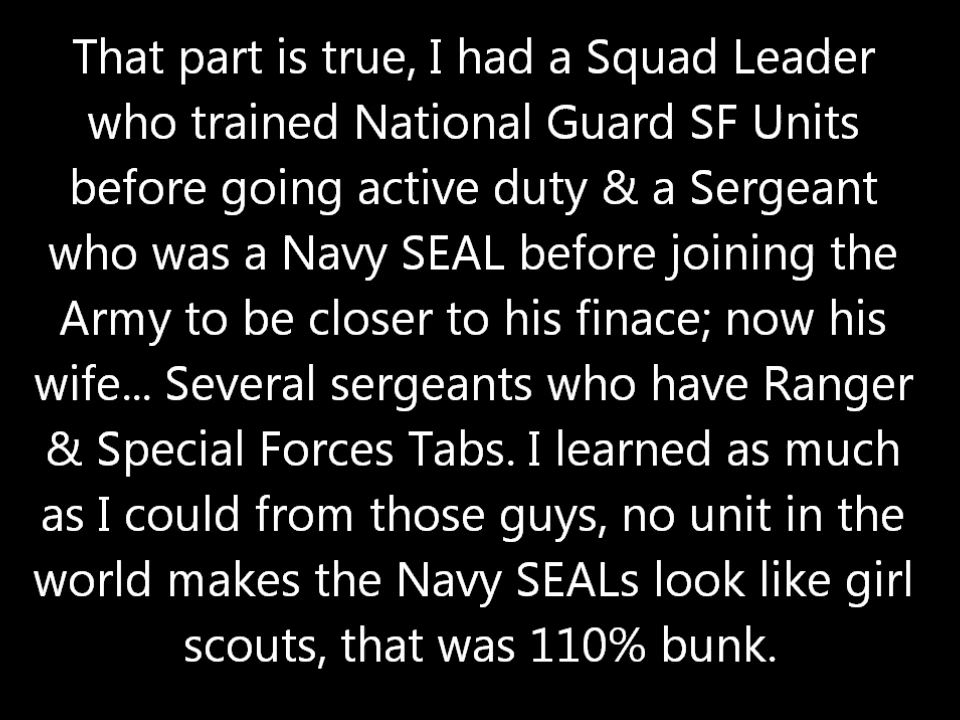 That part is true, I had a Squad Leader
who trained National Guard SF Units
before going active duty & a Sergeant
who was a Navy SEAL before joining the
Army to be closer to his finace; now his
wife... Several sergeants who have Ranger
& Special Forces Tabs. I learned as much
as I could from those guys, no unit in the
world makes the Navy SEALs look like girl
scouts, that was 110% bunk.